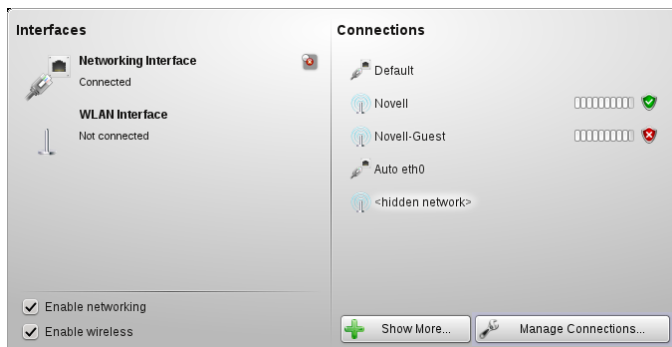 Interfaces
Networking Interface
Connected
WLAN Interface
Not connected
Enable networking
Enable wireless
Connections
Default
Novell
Novell-Guest
Auto eth0
<hidden network>
Show More...
Manage Connections...